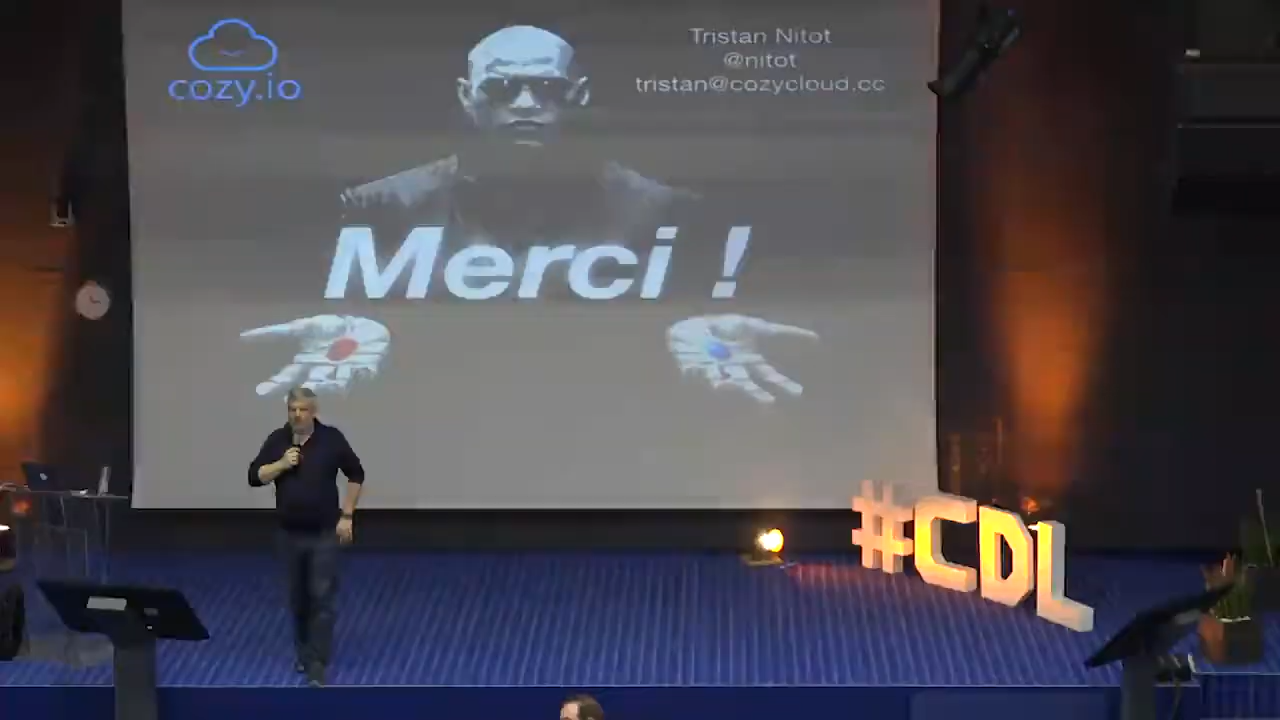 cozy.io
Tristan Nitot
@nitot
tristan@cozycloud.cc
Merci !
#CDL